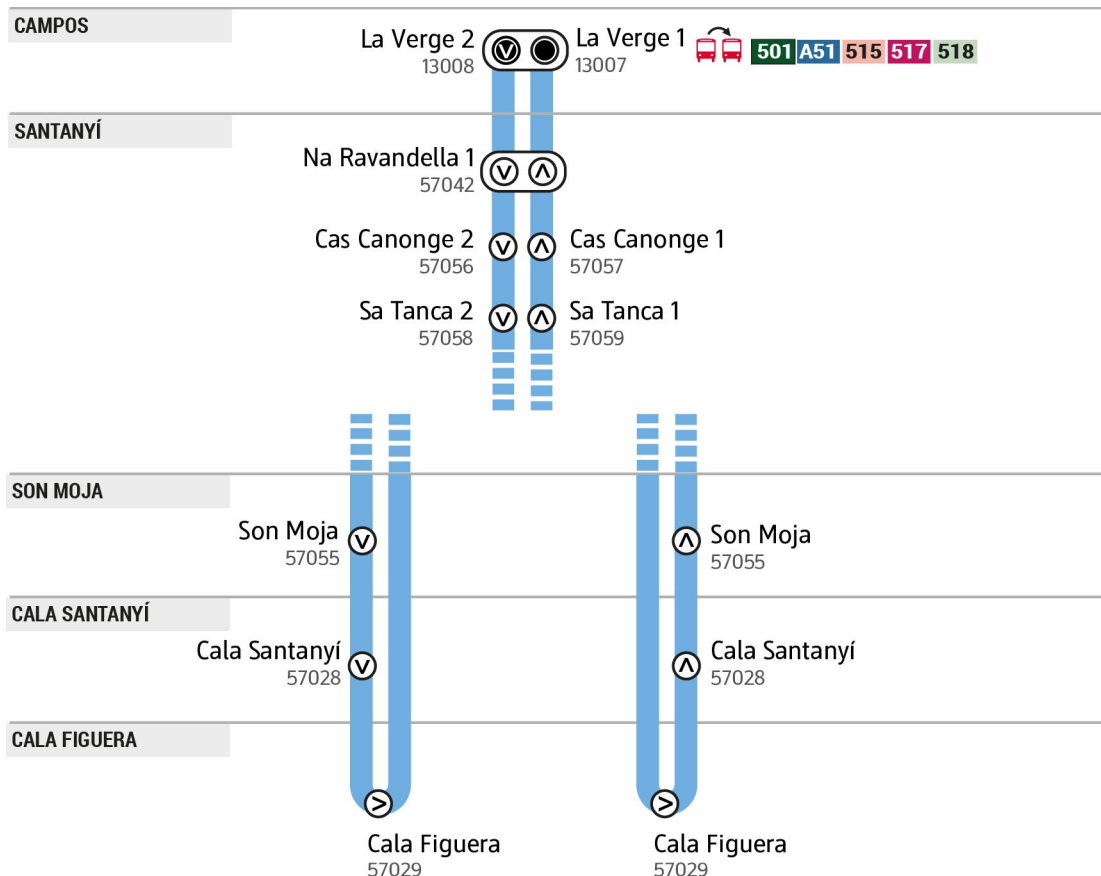 CAMPOS
La Verge 2
13008
La Verge 1
13007
501 A51 515 517 518
SANTANYÍ
Na Ravandella 1
57042
Cas Canonge 2
57056
Cas Canonge 1
57057
Sa Tanca 2
57058
Sa Tanca 1
57059
SON MOJA
Son Moja
57055
Son Moja
57055
CALA SANTANYÍ
Cala Santanyí
57028
Cala Santanyí
57028
CALA FIGUERA
Cala Figuera
57029
Cala Figuera
57029